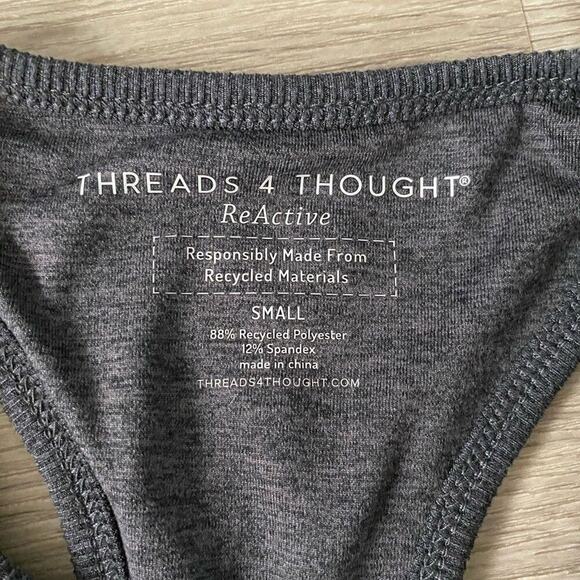 THREADS 4 THOUGHT®
ReActive
Responsibly Made From
Recycled Materials
SMALL
88% Recycled Polyester
12% Spandex
made in china
THREADS4THOUGHT.COM